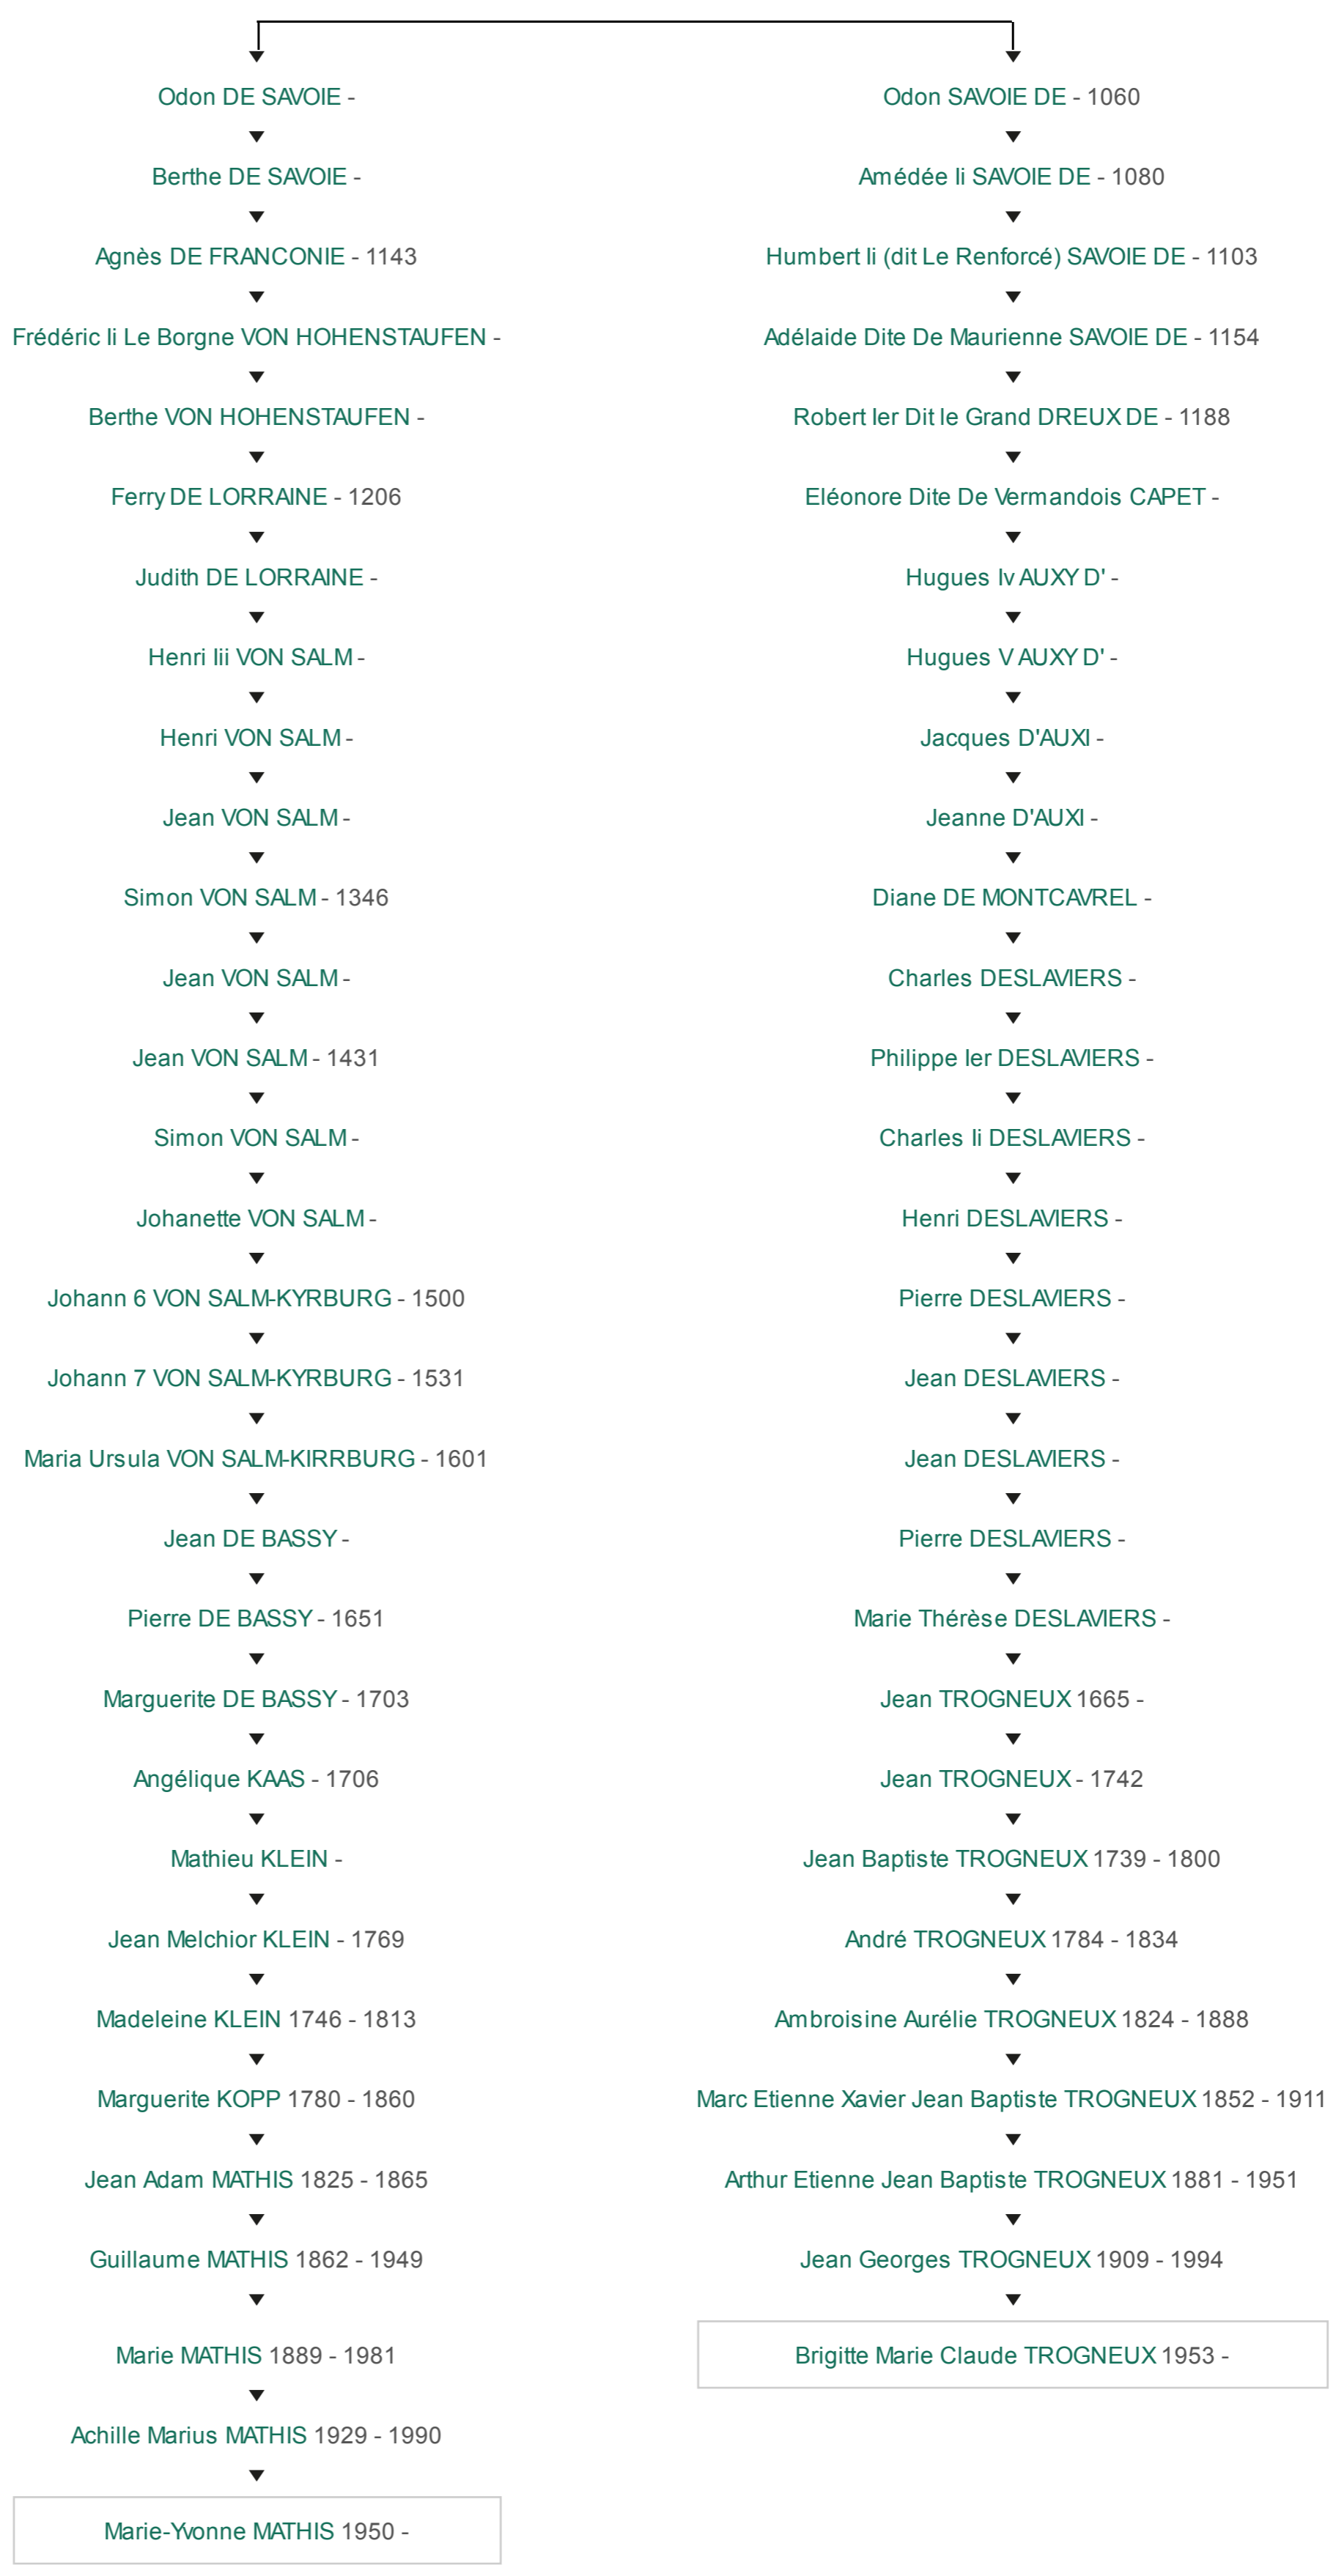 Odon DE SAVOIE -
Berthe DE SAVOIE -
Agnès DE FRANCONIE - 1143
Frédéric Ii Le Borgne VON HOHENSTAUFEN -
Berthe VON HOHENSTAUFEN -
Ferry DE LORRAINE - 1206
Judith DE LORRAINE -
Henri Iii VON SALM -
Henri VON SALM -
Jean VON SALM -
Simon VON SALM - 1346
Jean VON SALM -
Jean VON SALM - 1431
Simon VON SALM -
Johanette VON SALM -
Johann 6 VON SALM-KYRBURG - 1500
Johann 7 VON SALM-KYRBURG - 1531
Maria Ursula VON SALM-KIRRBURG - 1601
Jean DE BASSY -
Pierre DE BASSY - 1651
Marguerite DE BASSY - 1703
Angélique KAAS - 1706
Mathieu KLEIN -
Jean Melchior KLEIN - 1769
Madeleine KLEIN 1746 - 1813
Marguerite KOPP 1780 - 1860
Jean Adam MATHIS 1825 - 1865
Guillaume MATHIS 1862 - 1949
Marie MATHIS 1889 - 1981
Achille Marius MATHIS 1929 - 1990
Marie-Yvonne MATHIS 1950 -
Odon SAVOIE DE - 1060
Amédée Ii SAVOIE DE - 1080
Humbert Ii (dit Le Renforcé) SAVOIE DE - 1103
Adélaide Dite De Maurienne SAVOIE DE - 1154
Robert Ier Dit le Grand DREUX DE - 1188
Eléonore Dite De Vermandois CAPET -
Hugues Iv AUXY D' -
Hugues V AUXY D' -
Jacques D'AUXI -
Jeanne D'AUXI -
Diane DE MONTCAVREL -
Charles DESLAVIERS -
Philippe Ier DESLAVIERS -
Charles Ii DESLAVIERS -
Henri DESLAVIERS -
Pierre DESLAVIERS -
Jean DESLAVIERS -
Jean DESLAVIERS -
Pierre DESLAVIERS -
Marie Thérèse DESLAVIERS -
Jean TROGNEUX 1665 -
Jean TROGNEUX - 1742
Jean Baptiste TROGNEUX 1739 - 1800
André TROGNEUX 1784 - 1834
Ambroisine Aurélie TROGNEUX 1824 - 1888
Marc Etienne Xavier Jean Baptiste TROGNEUX 1852 - 1911
Arthur Etienne Jean Baptiste TROGNEUX 1881 - 1951
Jean Georges TROGNEUX 1909 - 1994
Brigitte Marie Claude TROGNEUX 1953 -